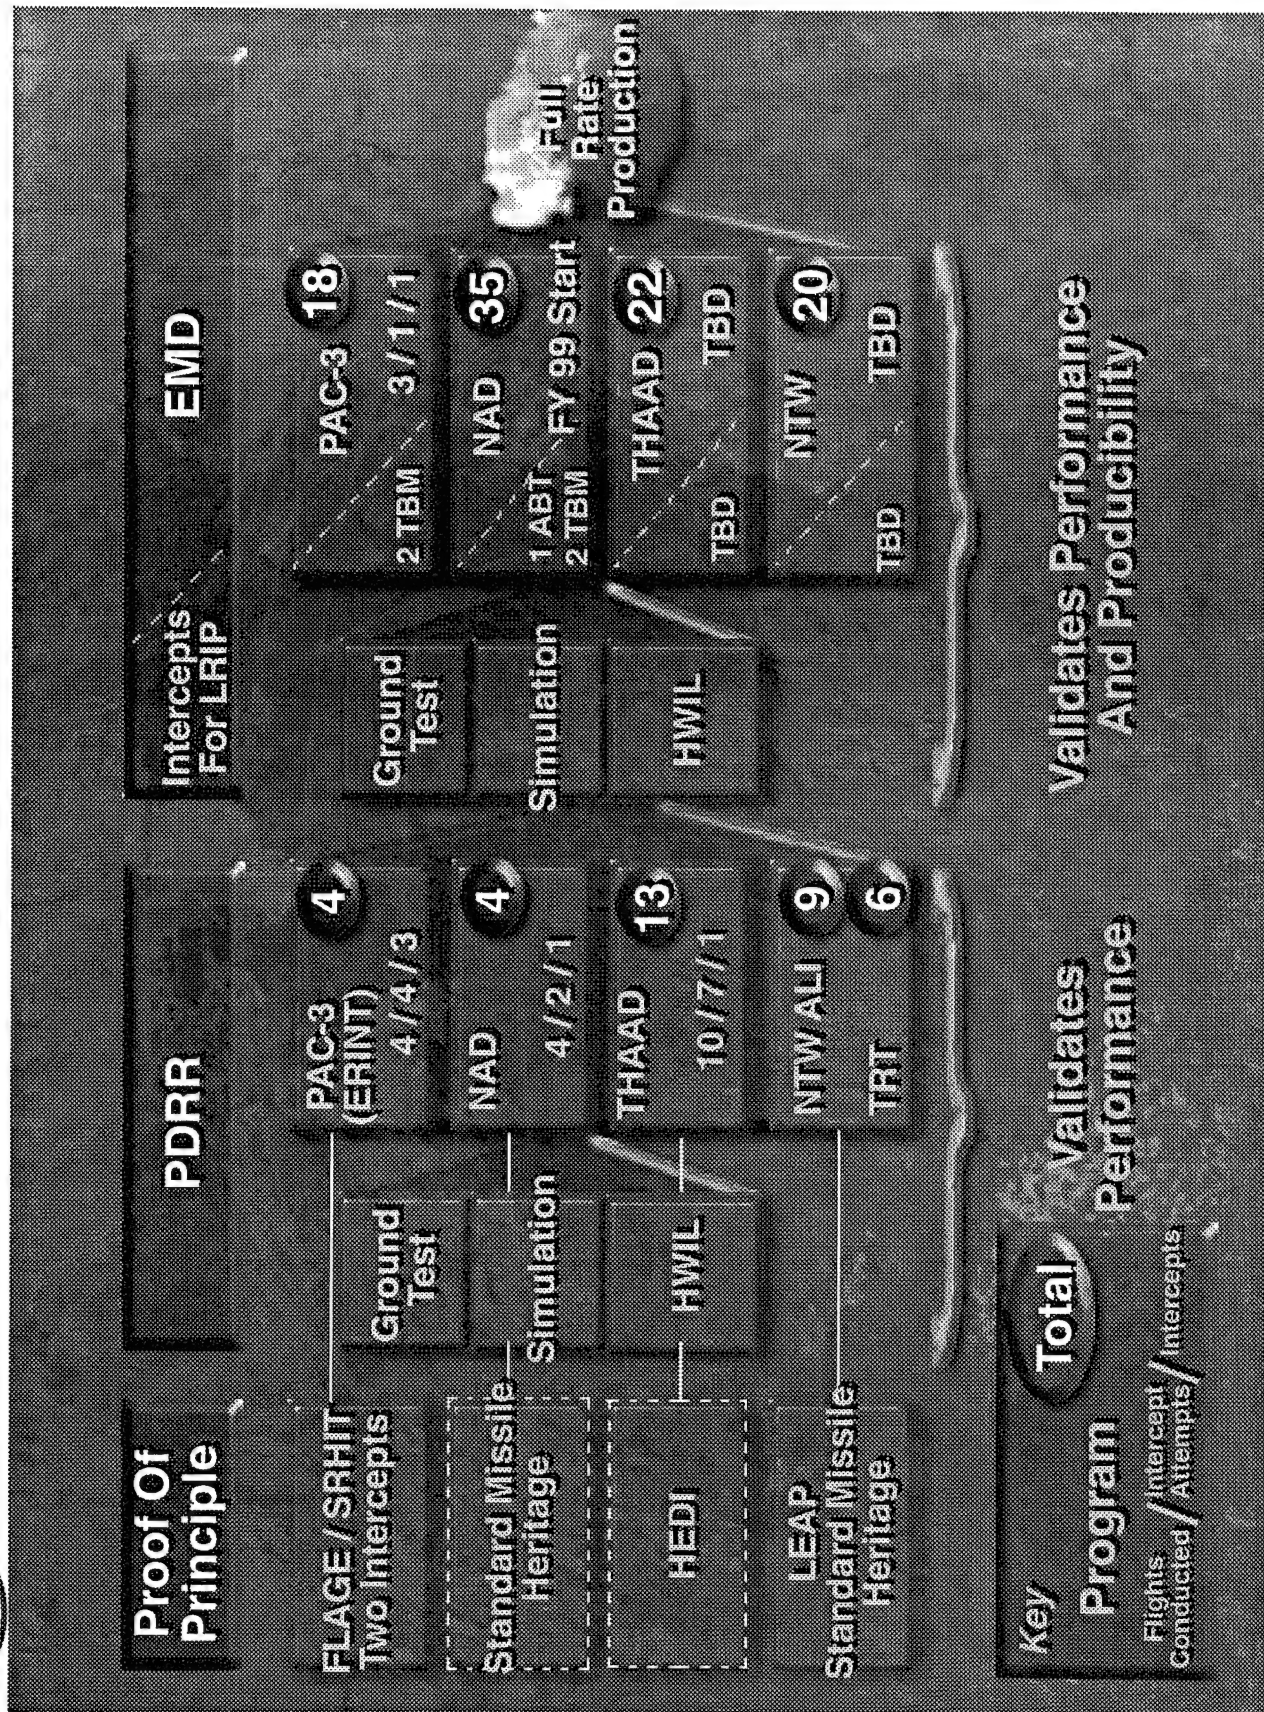 Proof Of
Principle
PDRR
Intercepts
For LRIP
EMD
FLAGE / SRHIT
Two Intercepts
Standard Missile
Heritage
HEDI
LEAP
Standard Missile
Heritage
Ground
Test
Simulation
HWIL
PAC-3
(ERINT)
4 / 4 / 3
4
NAD
4 / 2 / 1
4
THAAD
10 / 7 / 1
13
NTW ALI
9
TRT
6
Ground
Test
Simulation
HWIL
PAC-3
18
2 TBM
3 / 1 / 1
NAD
35
1 ABT
2 TBM
FY 99 Start
THAAD
22
TBD
TBD
NTW
20
TBD
TBD
Full
Rate
Production
Validates
Performance
Validates Performance
And Producibility
Key
Program
Total
Flights
Conducted / Intercept
Attempts / Intercepts